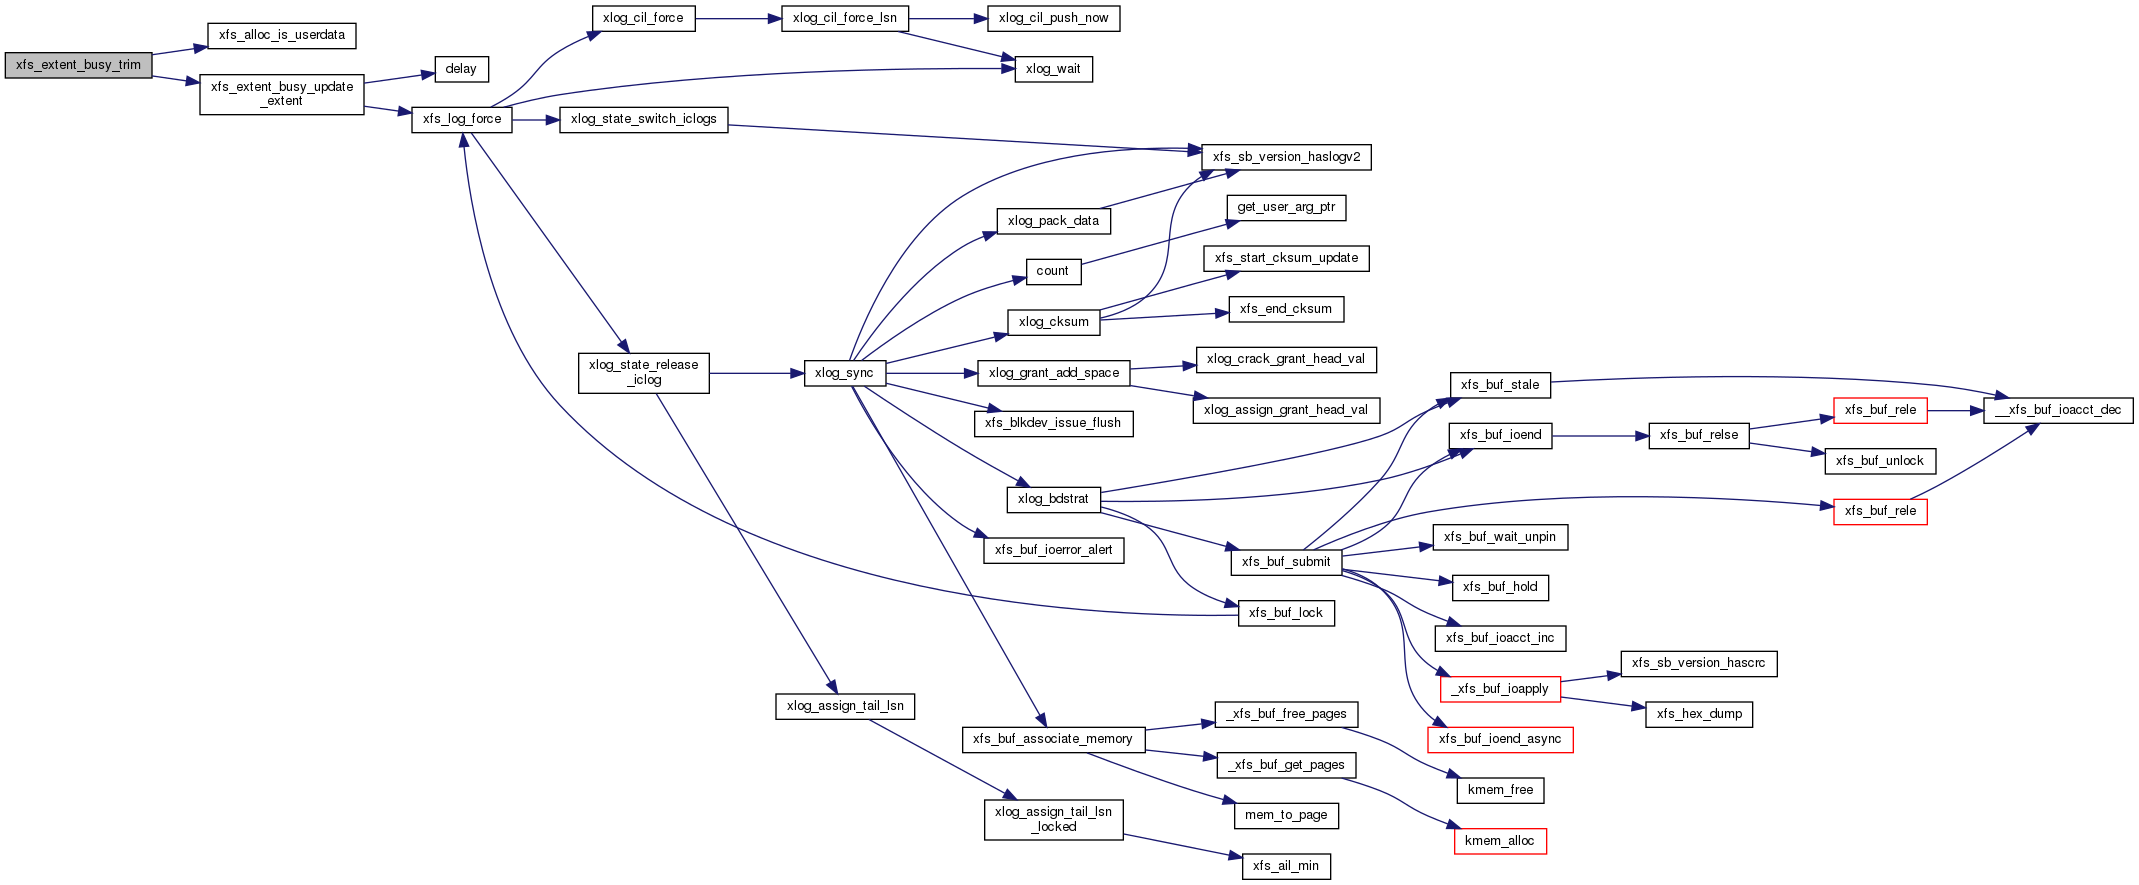 xfs_extent_busy_trim
xfs_alloc_is_userdata
xfs_extent_busy_update
_extent
delay
xfs_log_force
xlog_cil_force
xlog_cil_force_lsn
xlog_cil_push_now
xlog_wait
xlog_state_switch_iclogs
xfs_sb_version_haslogv2
xlog_pack_data
get_user_arg_ptr
count
xfs_start_cksum_update
xlog_cksum
xfs_end_cksum
xlog_state_release
_iclog
xlog_sync
xlog_grant_add_space
xlog_crack_grant_head_val
xlog_assign_grant_head_val
xfs_blkdev_issue_flush
xlog_bdstrat
xfs_buf_ioerror_alert
xfs_buf_stale
xfs_buf_ioend
xfs_buf_relse
xfs_buf_rele
__xfs_buf_ioacct_dec
xfs_buf_unlock
xfs_buf_rele
xfs_buf_submit
xfs_buf_wait_unpin
xfs_buf_hold
xfs_buf_lock
xfs_buf_ioacct_inc
_xfs_buf_ioapply
xfs_sb_version_hascrc
xfs_hex_dump
xfs_buf_ioend_async
xlog_assign_tail_lsn
xfs_buf_associate_memory
_xfs_buf_free_pages
_xfs_buf_get_pages
kmem_free
mem_to_page
kmem_alloc
xlog_assign_tail_lsn
_locked
xfs_ail_min